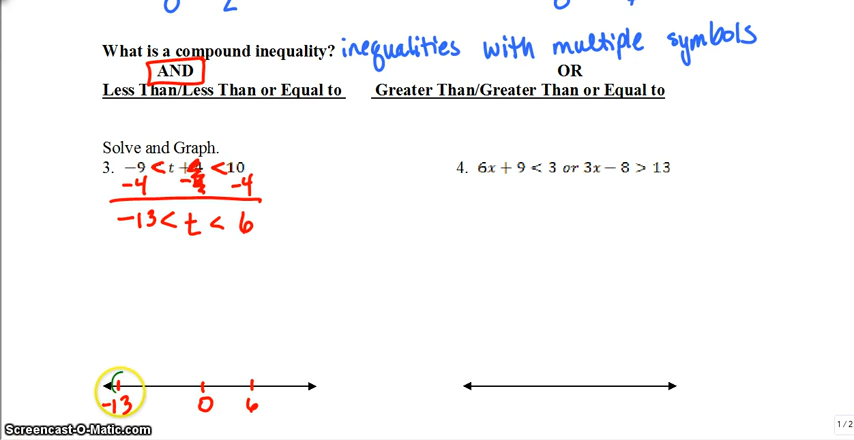 What is a compound inequality? inequalities with multiple symbols
AND OR
Less Than/Less Than or Equal to Greater Than/Greater Than or Equal to
Solve and Graph.
3. −9 < t + 4 < 10 4. 6x + 9 < 3 or 3x − 8 > 13
-4 -4 -4
-13 < t < 6
-13 0 6
Screencast-O-Matic.com
1 / 2